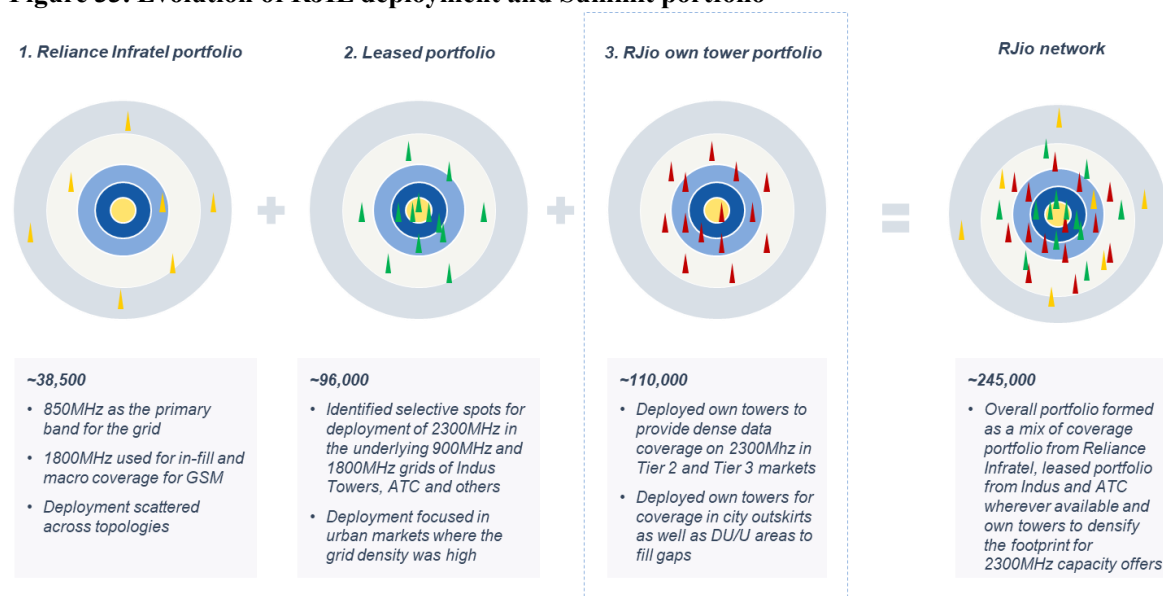 Figure Evolution of deployment and Summit portfolio
1. Reliance Infratel portfolio
2. Leased portfolio
3. RJio own tower portfolio
RJio network
~38,500
• 850MHz as the primary
band for the grid
• 1800MHz used for in-fill and
macro coverage for GSM
• Deployment scattered
across topologies
~96,000
• Identified selective spots for
deployment of 2300MHz in
the underlying 900MHz and
1800MHz grids of Indus
Towers, ATC and others
• Deployment focused in
urban markets where the
grid density was high
~110,000
• Deployed own towers to
provide dense data
coverage on 2300Mhz in
Tier 2 and Tier 3 markets
• Deployed own towers for
coverage in city outskirts
as well as DU/U areas to
fill gaps
~245,000
• Overall portfolio formed
as a mix of coverage
portfolio from Reliance
Infratel, leased portfolio
from Indus and ATC
wherever available and
own towers to densify
the footprint for
2300MHz capacity offers